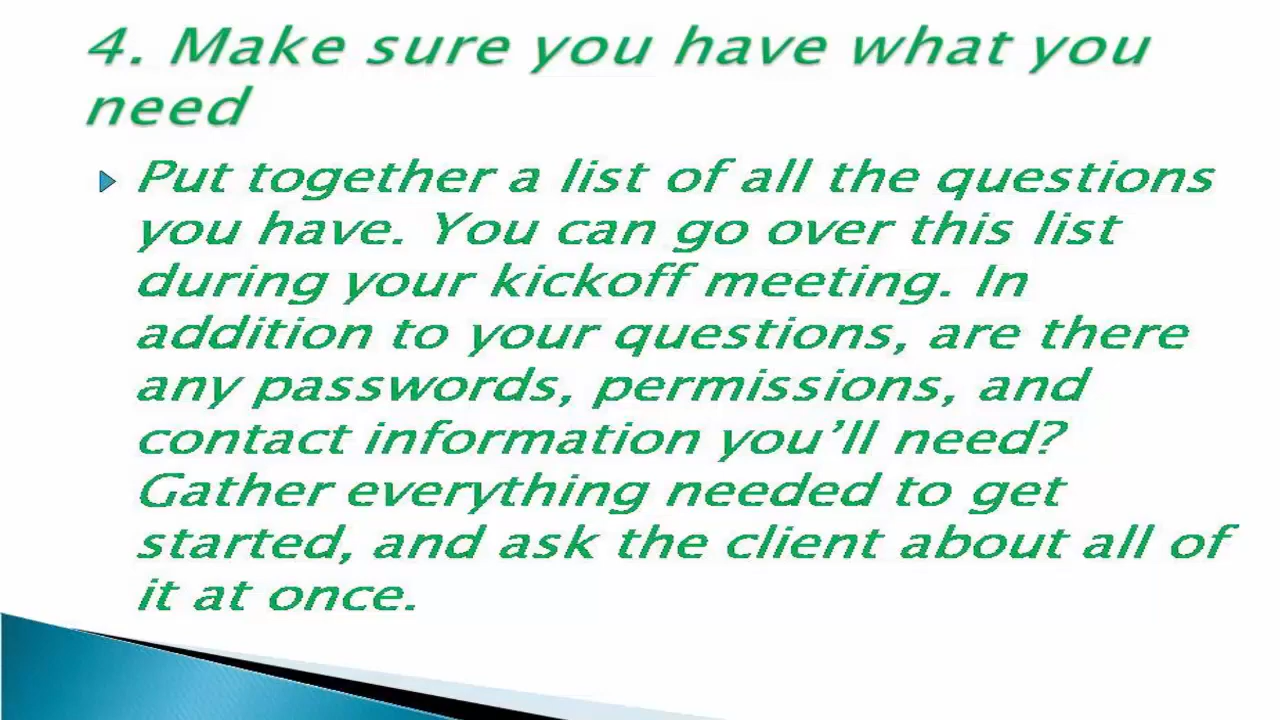 4. Make sure you have what you
need
Put together a list of all the questions
you have. You can go over this list
during your kickoff meeting. In
addition to your questions, are there
any passwords, permissions, and
contact information you’ll need?
Gather everything needed to get
started, and ask the client about all of
it at once.